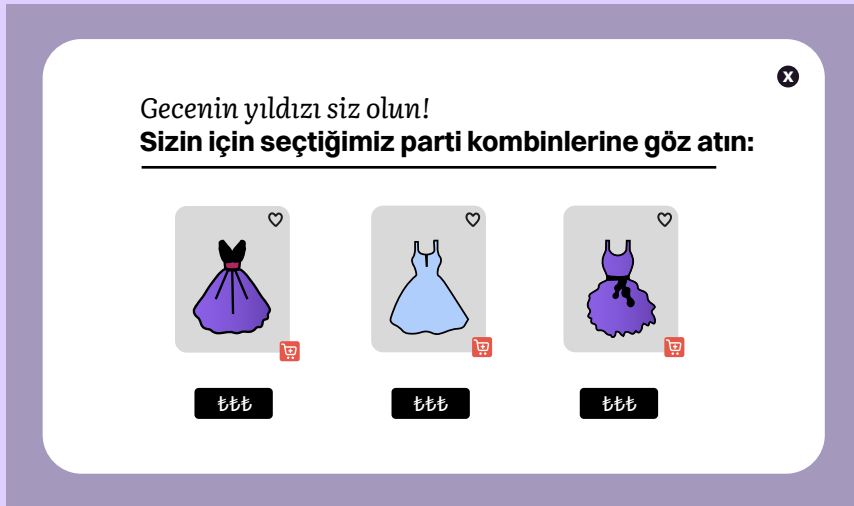 X
Gecenin yıldızı siz olun!
Sizin için seçtiğimiz parti kombinlerine göz atın:
₺₺₺ ₺₺₺ ₺₺₺